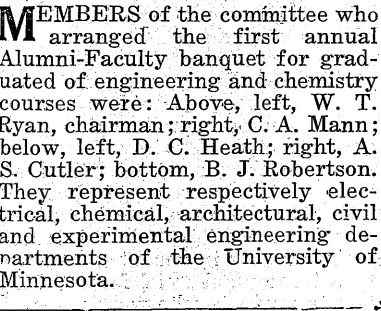 MEMBERS of the committee who
arranged the first annual
Alumni-Faculty banquet for grad-
uated of engineering and chemistry
courses were: Above, left, W. T.
Ryan, chairman; right, C. A. Mann;
below, left, D. C. Heath; right, A.
S. Cutler; bottom, B. J. Robertson.
They represent respectively elec-
trical, chemical, architectural, civil
and experimental engineering de-
partments of the University of
Minnesota.